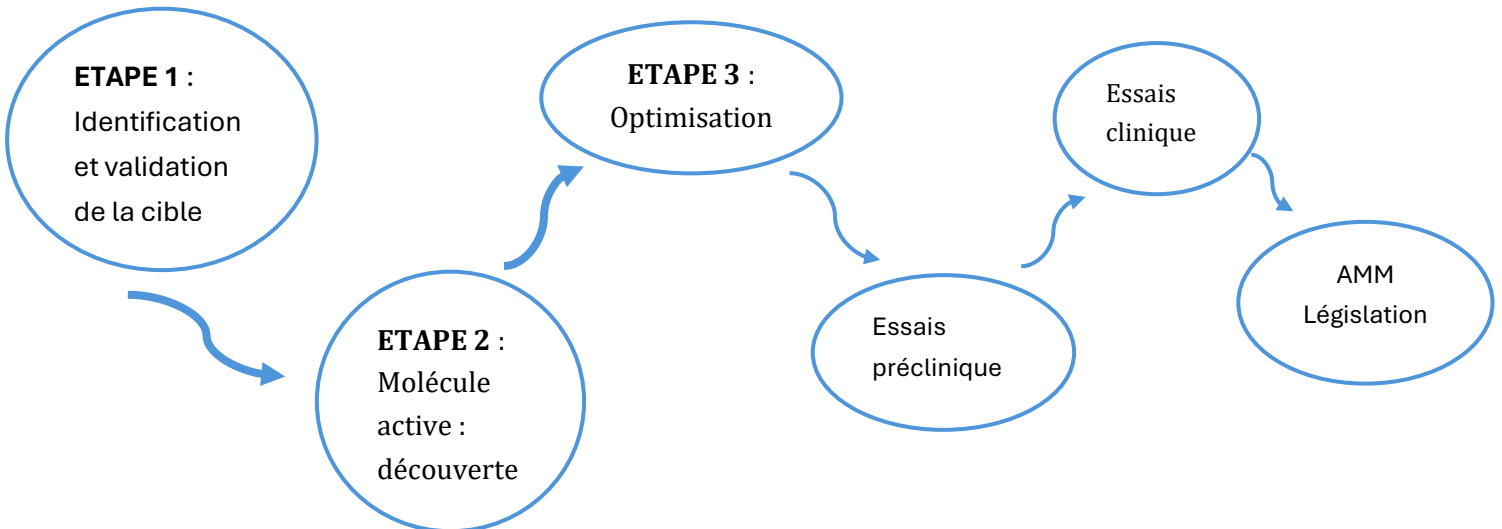 ETAPE 1 :
Identification
et validation
de la cible
ETAPE 2 :
Molécule
active :
découverte
ETAPE 3 :
Optimisation
Essais
préclinique
Essais
clinique
AMM
Législation